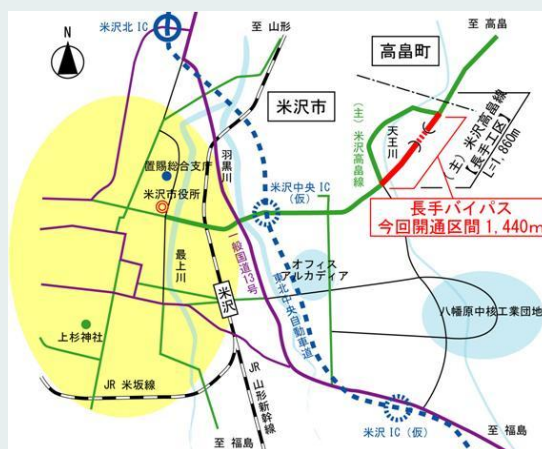 米沢北 IC
至 山形
至 高畠
N
高畠町
米沢市
(主) 米沢高畠線
天王川
(主) 米沢高畠線
【長手工区】
L=1,860m
置賜総合支庁
米沢市役所
羽黒川
米沢中央 IC
(仮)
長手バイパス
今回開通区間 1,440m
最上川
一般国道13号
オフィス
アルカディア
東北中央自動車道
米沢
八幡原中核工業団地
上杉神社
JR 米坂線
JR 山形新幹線
至 福島
米沢 IC (仮)
至 福島